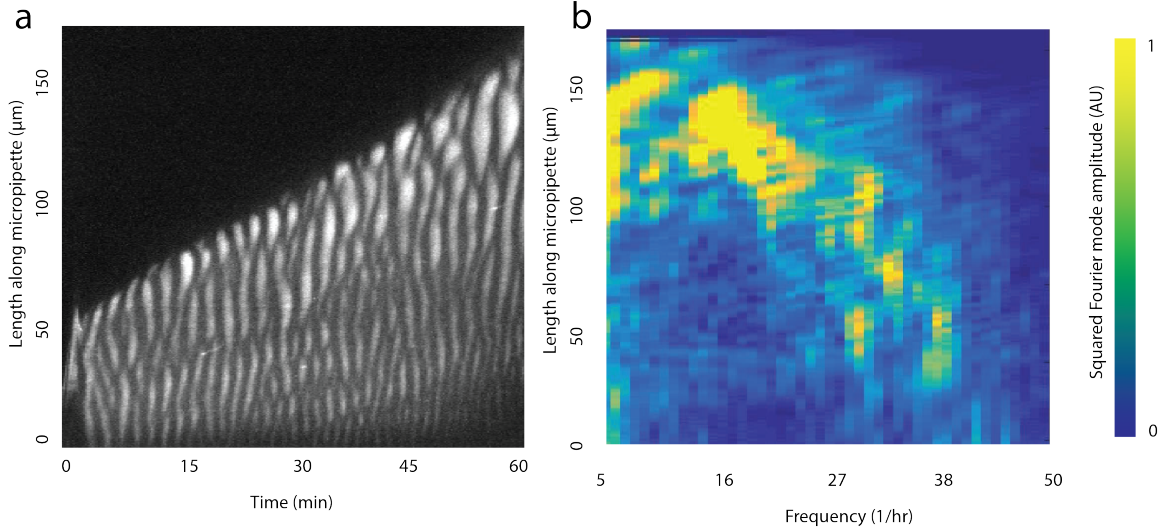 a
Length along micropipette (μm)
150
100
50
0
0 15 30 45 60
Time (min)
b
Length along micropipette (μm)
150
100
50
0
5 16 27 38 50
Frequency (1/hr)
Squared Fourier mode amplitude (AU)
1
0